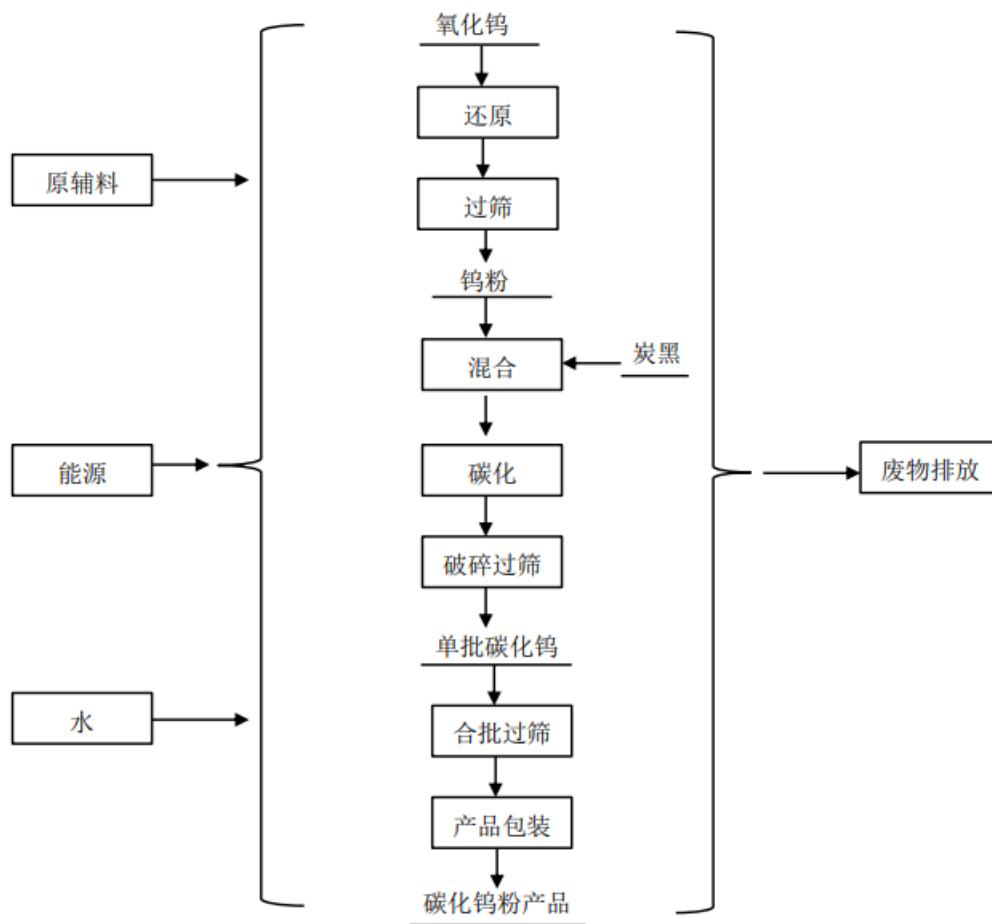 氧化钨
还原
原辅料
过筛
钨粉
炭黑
混合
能源
碳化
废物排放
破碎过筛
单批碳化钨
水
合批过筛
产品包装
碳化钨粉产品